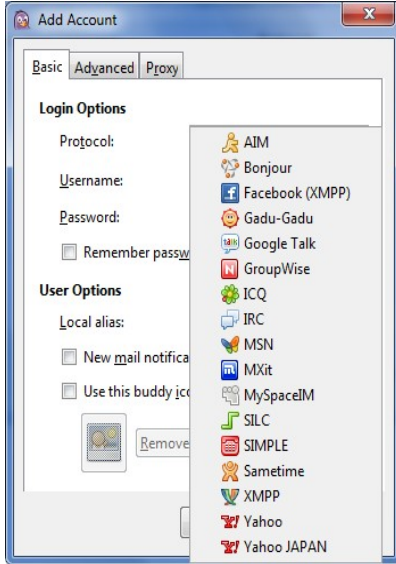 Add Account
Basic Advanced Proxy
Login Options
Protocol:
Username:
Password:
Remember passw
User Options
Local alias:
New mail notifica
Use this buddy ico
Remove
AIM
Bonjour
Facebook (XMPP)
Gadu-Gadu
talk Google Talk
N GroupWise
ICQ
IRC
MSN
m MXit
MySpaceIM
SILC
SIMPLE
Sametime
XMPP
Y! Yahoo
Y! Yahoo JAPAN